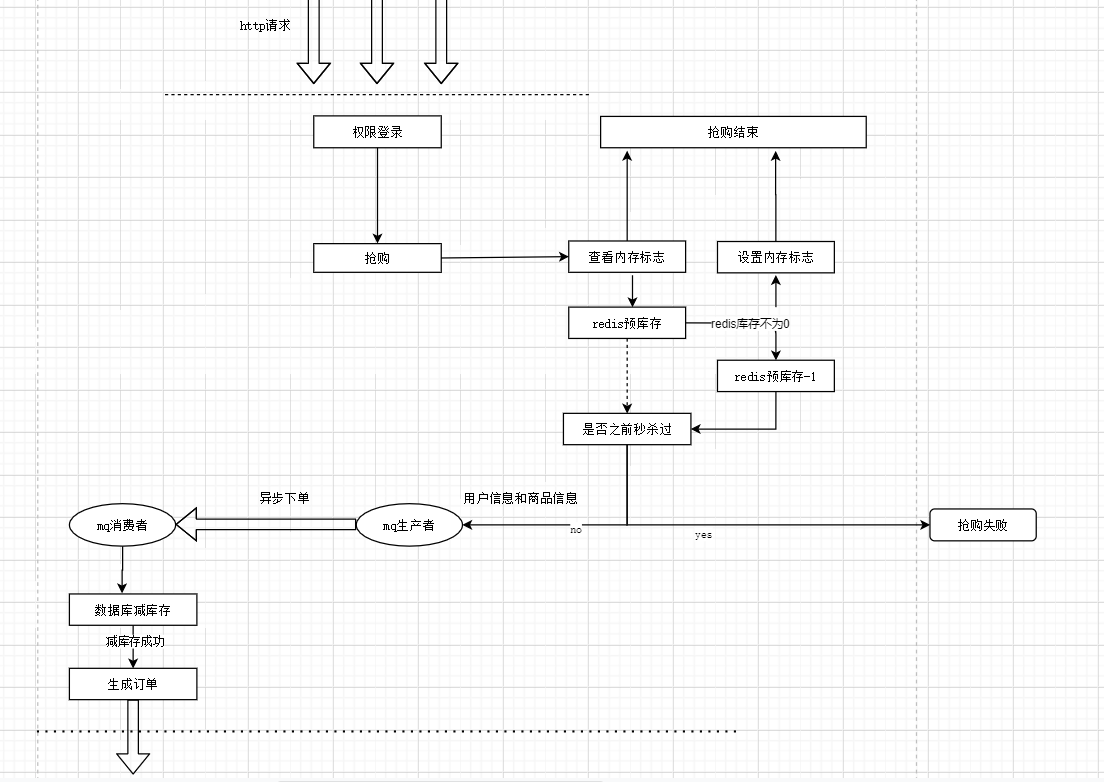 http请求
权限登录
抢购结束
抢购
查看内存标志
设置内存标志
redis预库存
redis库存不为0
redis预库存-1
是否之前秒杀过
异步下单
用户信息和商品信息
mq消费者
mq生产者
no
yes
抢购失败
数据库减库存
减库存成功
生成订单